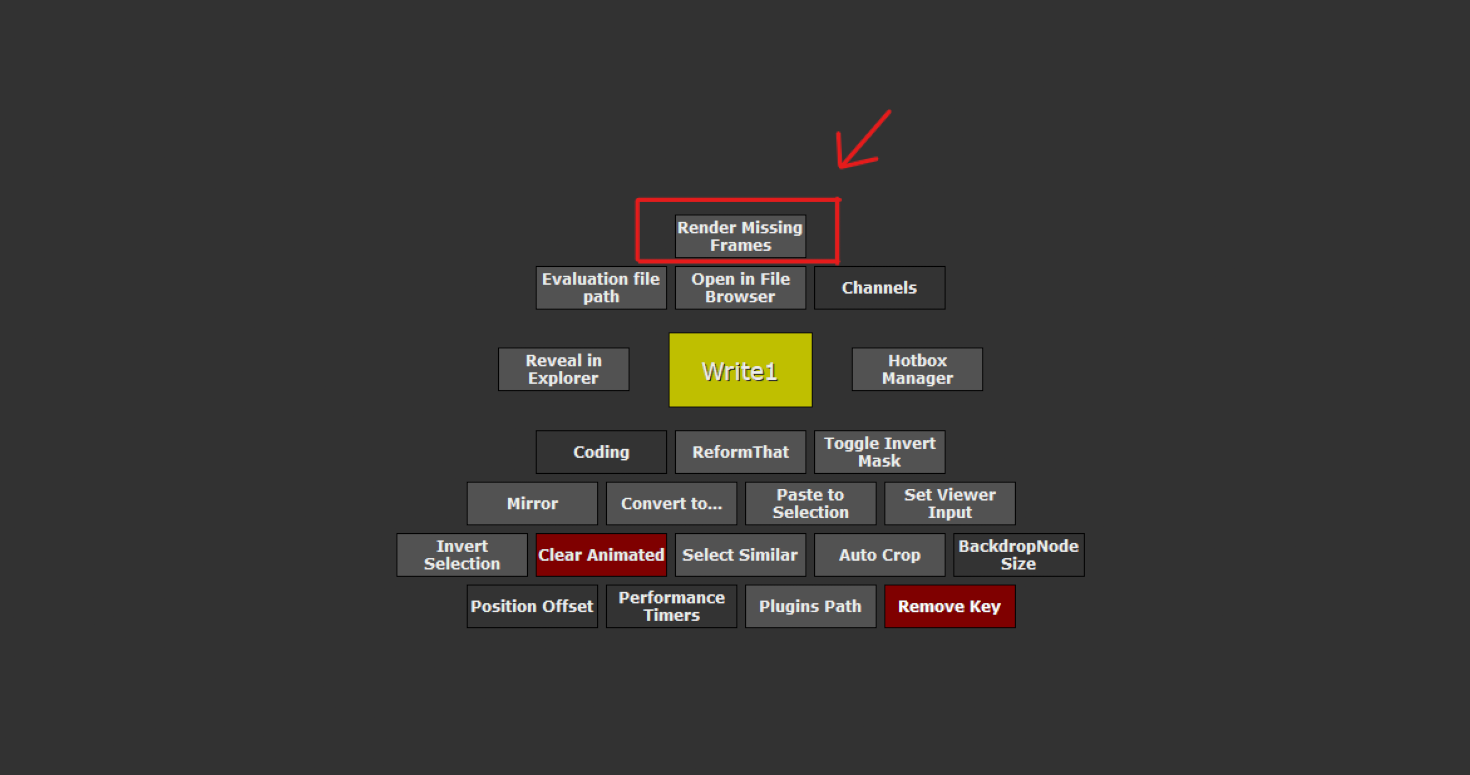 Render Missing
Frames
Evaluation file
path
Open in File
Browser
Channels
Reveal in
Explorer
Write1
Hotbox
Manager
Coding
ReformThat
Toggle Invert
Mask
Mirror
Convert to...
Paste to
Selection
Set Viewer
Input
Invert
Selection
Clear Animated
Select Similar
Auto Crop
BackdropNode
Size
Position Offset
Performance
Timers
Plugins Path
Remove Key